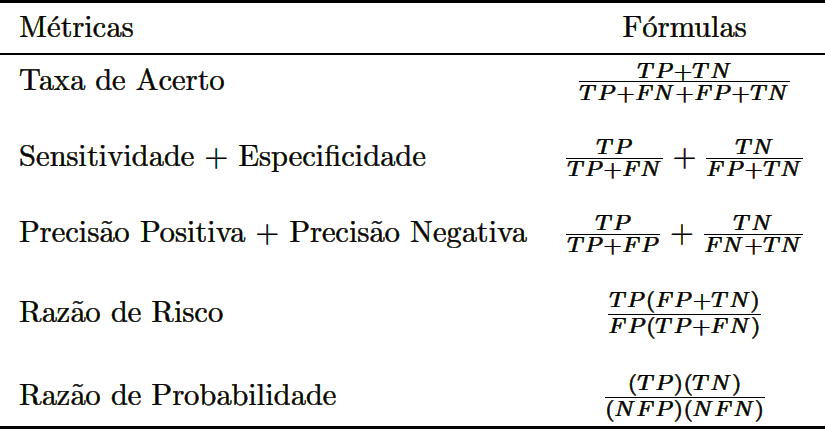 Métricas Fórmulas
Taxa de Acerto \frac{TP+TN}{TP+FN+FP+TN}
Sensitividade + Especificidade \frac{TP}{TP+FN} + \frac{TN}{FP+TN}
Precisão Positiva + Precisão Negativa \frac{TP}{TP+FP} + \frac{TN}{FN+TN}
Razão de Risco \frac{TP(FP+TN)}{FP(TP+FN)}
Razão de Probabilidade \frac{(TP)(TN)}{(NFP)(NFN)}